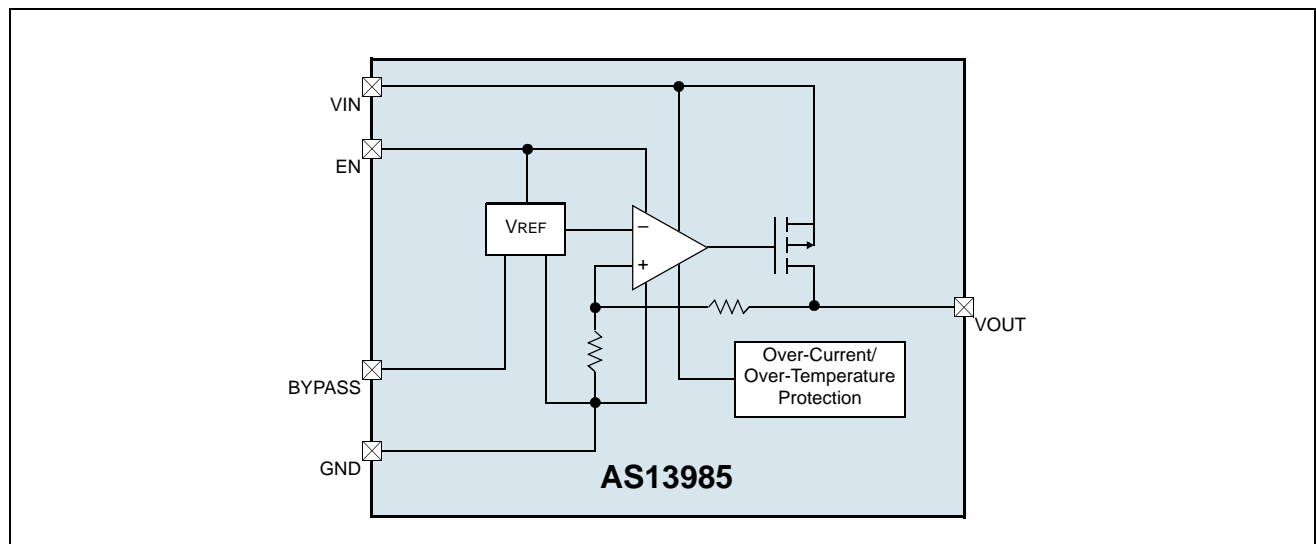 VIN
EN
VREF
−
+
VOUT
Over-Current/
Over-Temperature
Protection
BYPASS
GND
AS13985